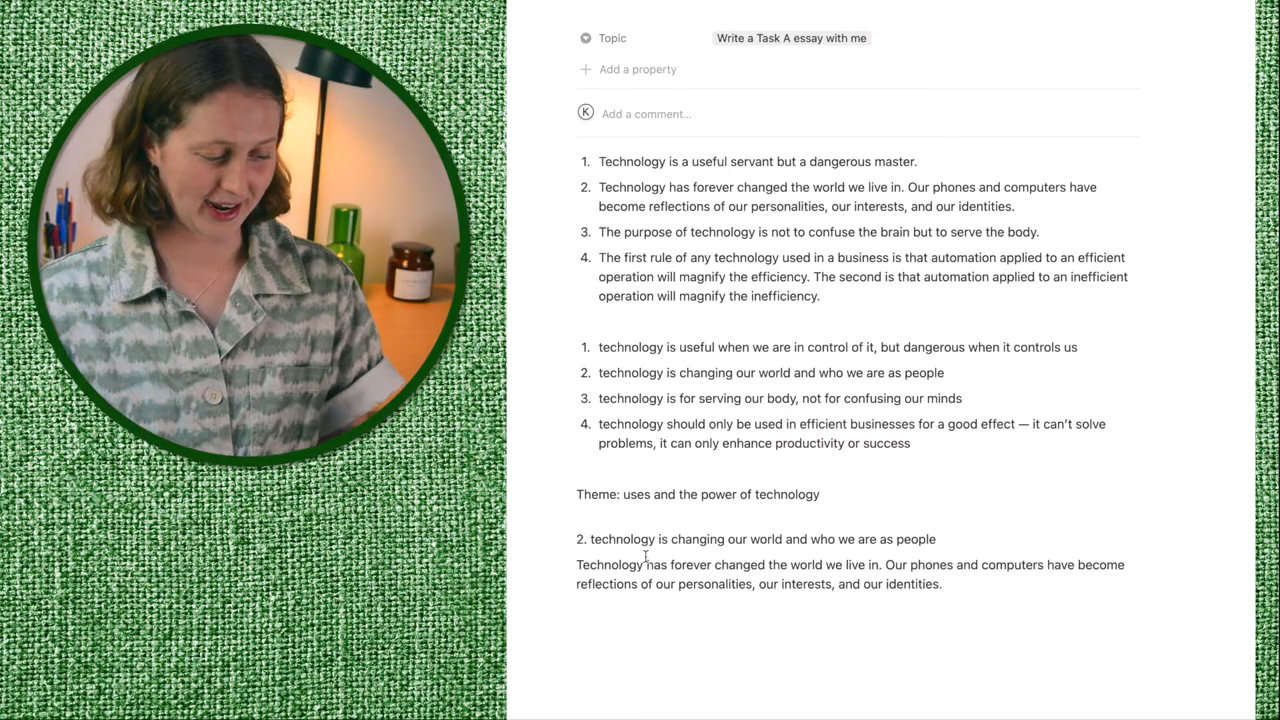 Topic Write a Task A essay with me
Add a property
K Add a comment...
1. Technology is a useful servant but a dangerous master.
2. Technology has forever changed the world we live in. Our phones and computers have
become reflections of our personalities, our interests, and our identities.
3. The purpose of technology is not to confuse the brain but to serve the body.
4. The first rule of any technology used in a business is that automation applied to an efficient
operation will magnify the efficiency. The second is that automation applied to an inefficient
operation will magnify the inefficiency.
1. technology is useful when we are in control of it, but dangerous when it controls us
2. technology is changing our world and who we are as people
3. technology is for serving our body, not for confusing our minds
4. technology should only be used in efficient businesses for a good effect — it can’t solve
problems, it can only enhance productivity or success
Theme: uses and the power of technology
2. technology is changing our world and who we are as people
Technology has forever changed the world we live in. Our phones and computers have become
reflections of our personalities, our interests, and our identities.